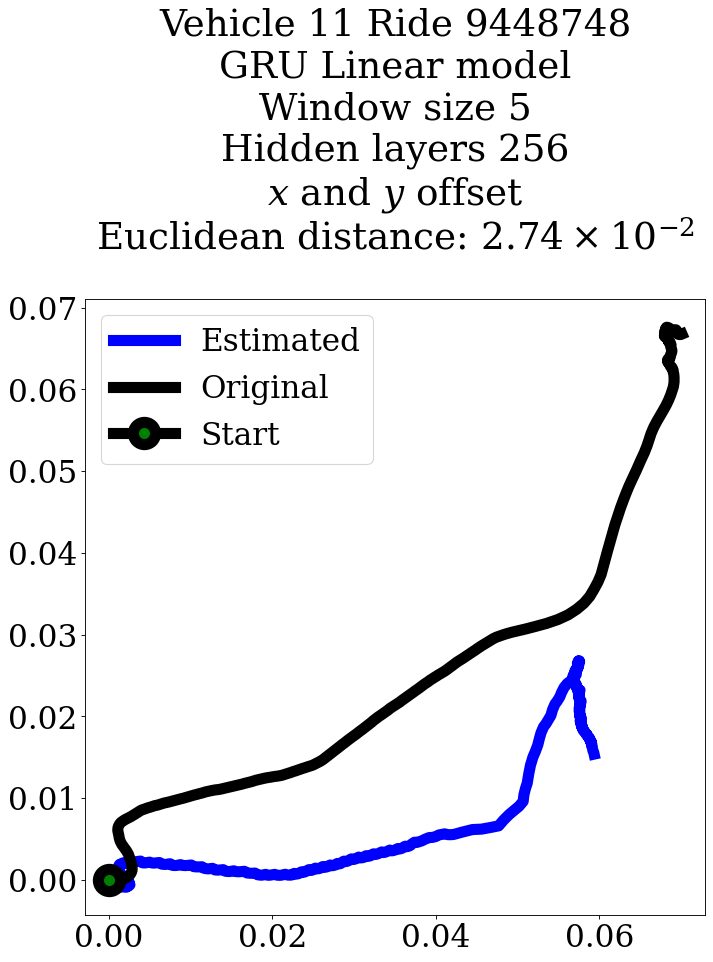 Vehicle 11 Ride 9448748
GRU Linear model
Window size 5
Hidden layers 256
x and y offset
Euclidean distance: 2.74 × 10⁻²
0.07
0.06
0.05
0.04
0.03
0.02
0.01
0.00
Estimated
Original
Start
0.00 0.02 0.04 0.06